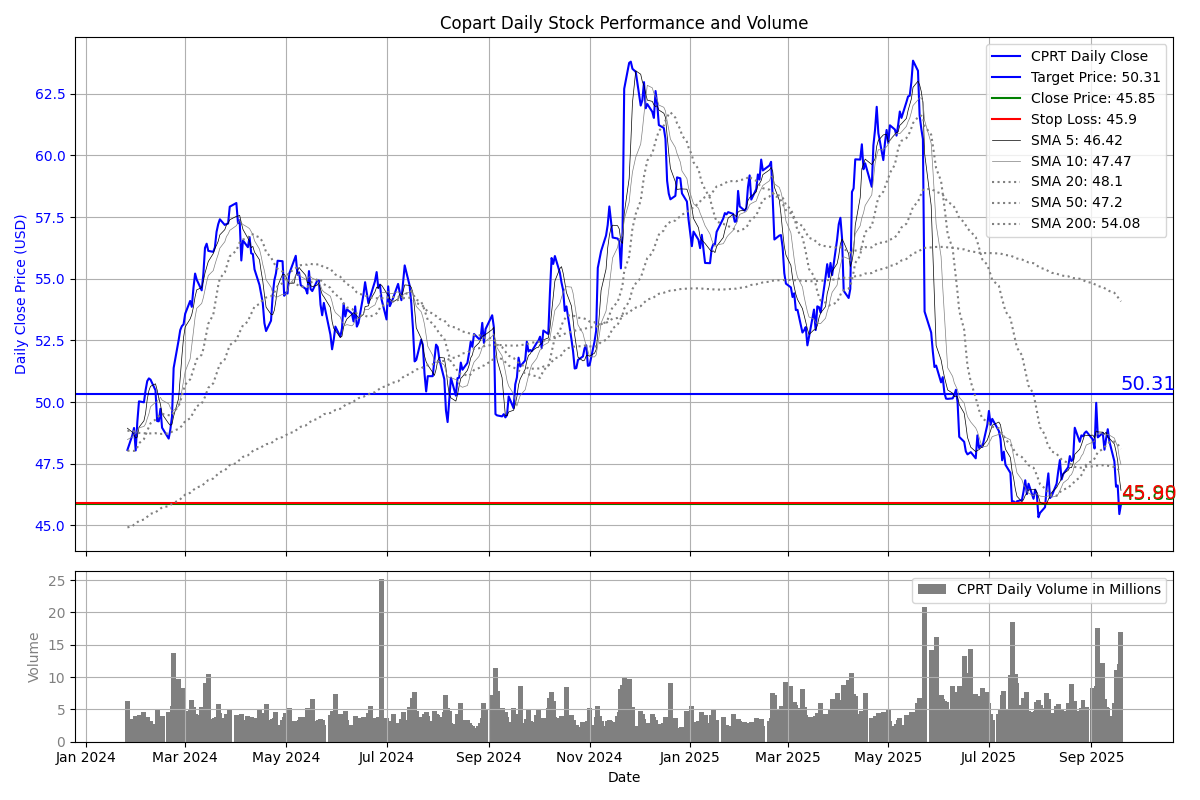 Copart Daily Stock Performance and Volume
Daily Close Price (USD)
62.5
60.0
57.5
55.0
52.5
50.0
47.5
45.0
CPRT Daily Close
Target Price: 50.31
Close Price: 45.85
Stop Loss: 45.9
SMA 5: 46.42
SMA 10: 47.47
SMA 20: 48.1
SMA 50: 47.2
SMA 200: 54.08
50.31
45.90
Volume
25
20
15
10
5
0
CPRT Daily Volume in Millions
Jan 2024
Mar 2024
May 2024
Jul 2024
Sep 2024
Nov 2024
Jan 2025
Mar 2025
May 2025
Jul 2025
Sep 2025
Date